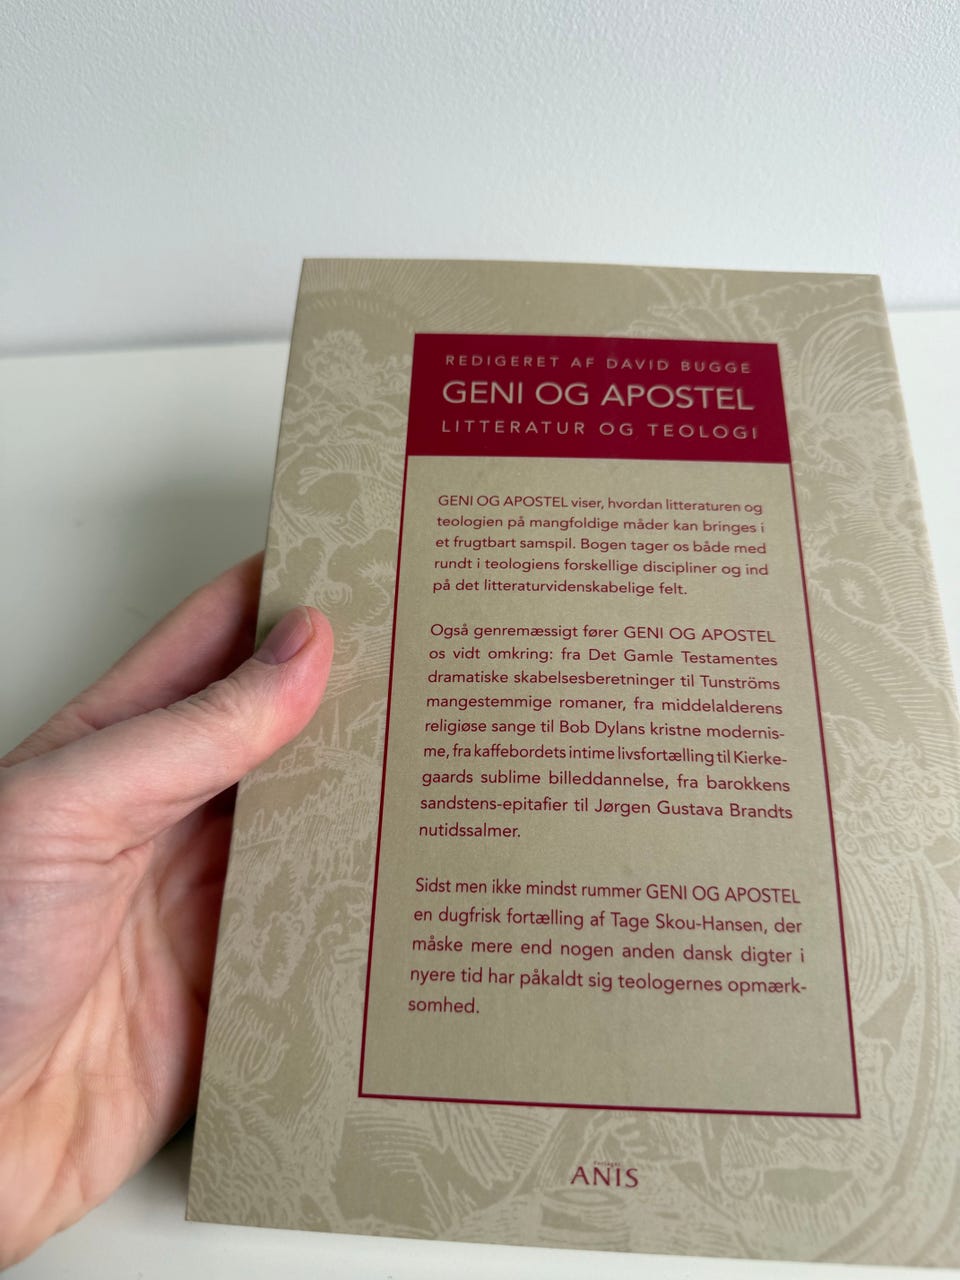 REDIGERET AF DAVID BUGGE
GENI OG APOSTEL
LITTERATUR OG TEOLOGI
GENI OG APOSTEL viser, hvordan litteraturen og
teologien på mangfoldige måder kan bringes i
et frugtbart samspil. Bogen tager os både med
rundt i teologiens forskellige discipliner og ind
på det litteraturvidenskabelige felt.
Også genremæssigt fører GENI OG APOSTEL
os vidt omkring: fra Det Gamle Testamentes
dramatiske skabelsesberetninger til Tunströms
mangestemmige romaner, fra middelalderens
religiøse sange til Bob Dylans kristne modernis-
me, fra kaffebordets intime livsfortælling til Kierke-
gaards sublime billeddannelse, fra barokkens
sandstens-epitafier til Jørgen Gustava Brandts
nutidssalmer.
Sidst men ikke mindst rummer GENI OG APOSTEL
en dugfrisk fortælling af Tage Skou-Hansen, der
måske mere end nogen anden dansk digter i
nyere tid har påkaldt sig teologernes opmærk-
somhed.
Forlaget
ANIS